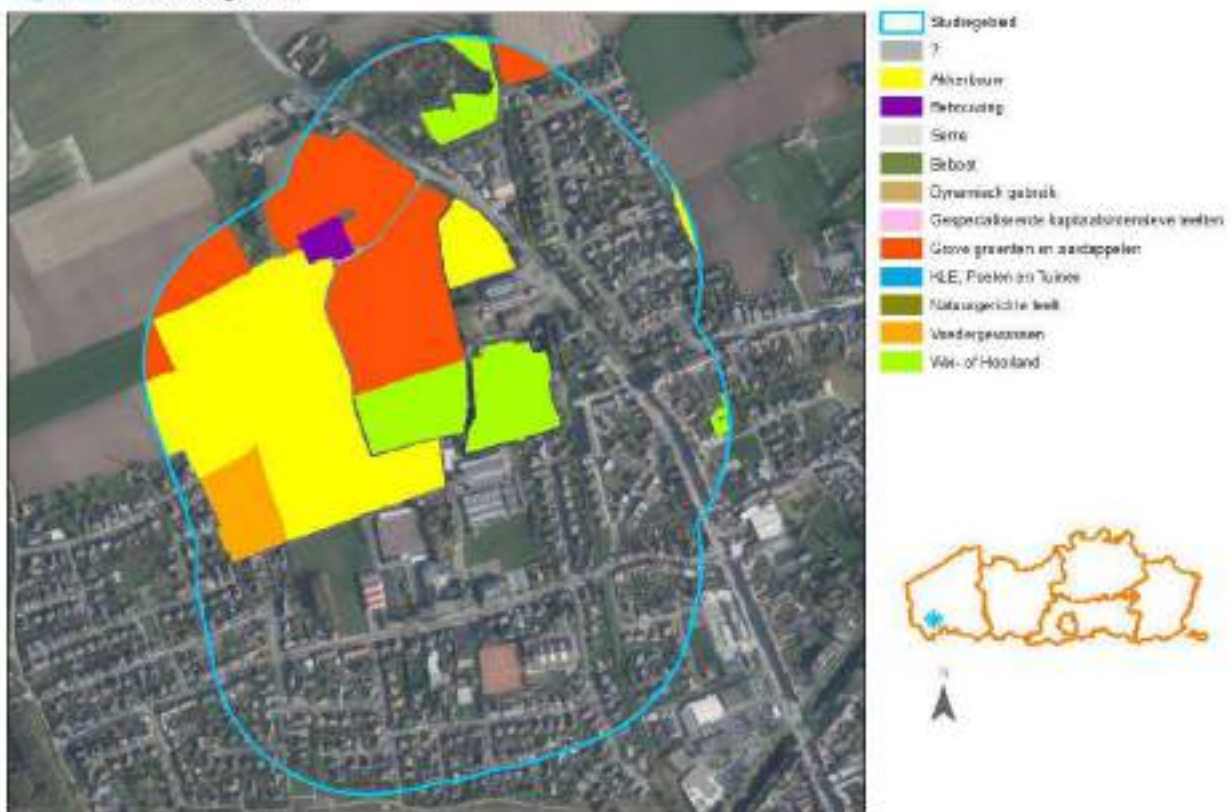 Studiegebied
?
Akkerbouw
Behuizing
Serre
Bebost
Dynamisch gebruik
Gespecialiseerde kapitaalsintensieve teelten
Grove groenten en aardappelen
KLE, Poelen en Tuinen
Natuurgerichte teelt
Voedergewassen
Wei- of Hooiland
N